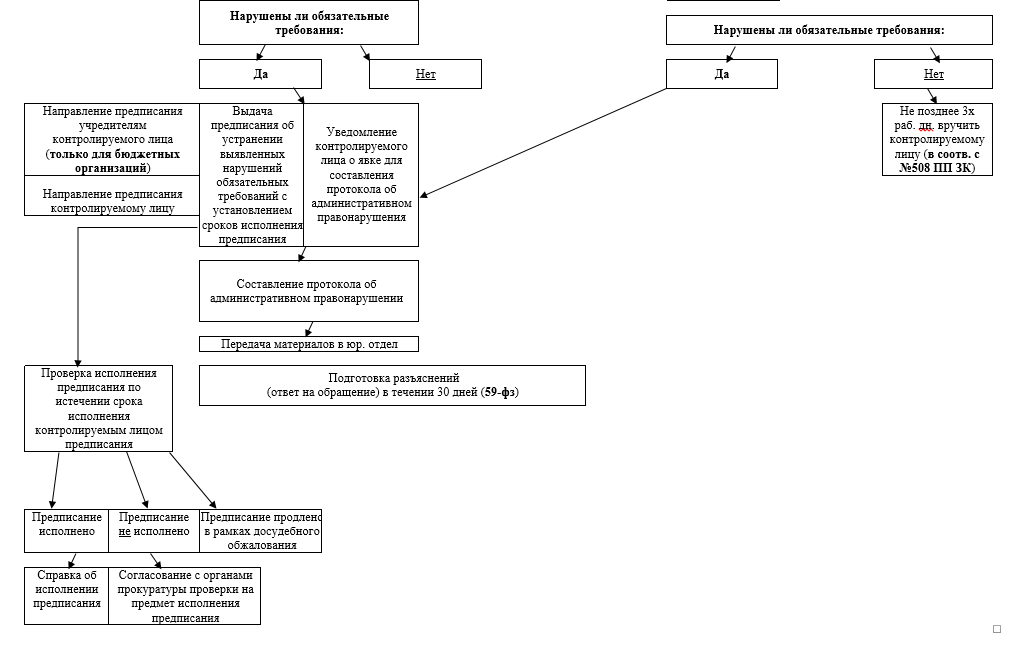 Нарушены ли обязательные
требования:
Нарушены ли обязательные требования:
Да
Нет
Да
Нет
Направление предписания
учредителям
контролируемого лица
(только для бюджетных
организаций)
Направление предписания
контролируемому лицу
Выдача
предписания об
устранении
выявленных
нарушений
обязательных
требований с
установлением
сроков исполнения
предписания
Уведомление
контролируемого
лица о явке для
составления
протокола об
административном
правонарушения
Не позднее 3х
раб. дн. вручить
контролируемому
лицу (в соотв. с
№508 ПП ЗК)
Составление протокола об
административном правонарушении
Передача материалов в юр. отдел
Подготовка разъяснений
(ответ на обращение) в течении 30 дней (59-фз)
Проверка исполнения
предписания по
истечении срока
исполнения
контролируемым лицом
предписания
Предписание
исполнено
Предписание
не исполнено
Предписание продлено
в рамках досудебного
обжалования
Справка об
исполнении
предписания
Согласование с органами
прокуратуры проверки на
предмет исполнения
предписания